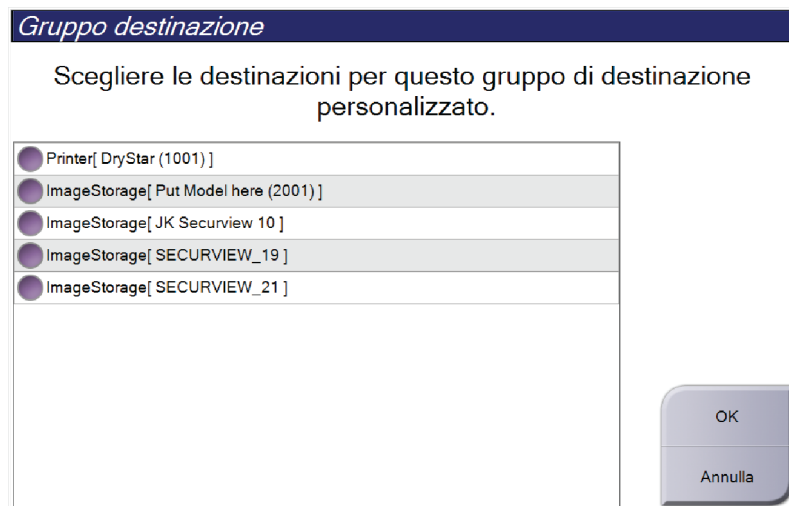 Gruppo destinazione
Scegliere le destinazioni per questo gruppo di destinazione
personalizzato.
Printer[ DryStar (1001) ]
ImageStorage[ Put Model here (2001) ]
ImageStorage[ JK Securview 10 ]
ImageStorage[ SECURVIEW_19 ]
ImageStorage[ SECURVIEW_21 ]
OK
Annulla